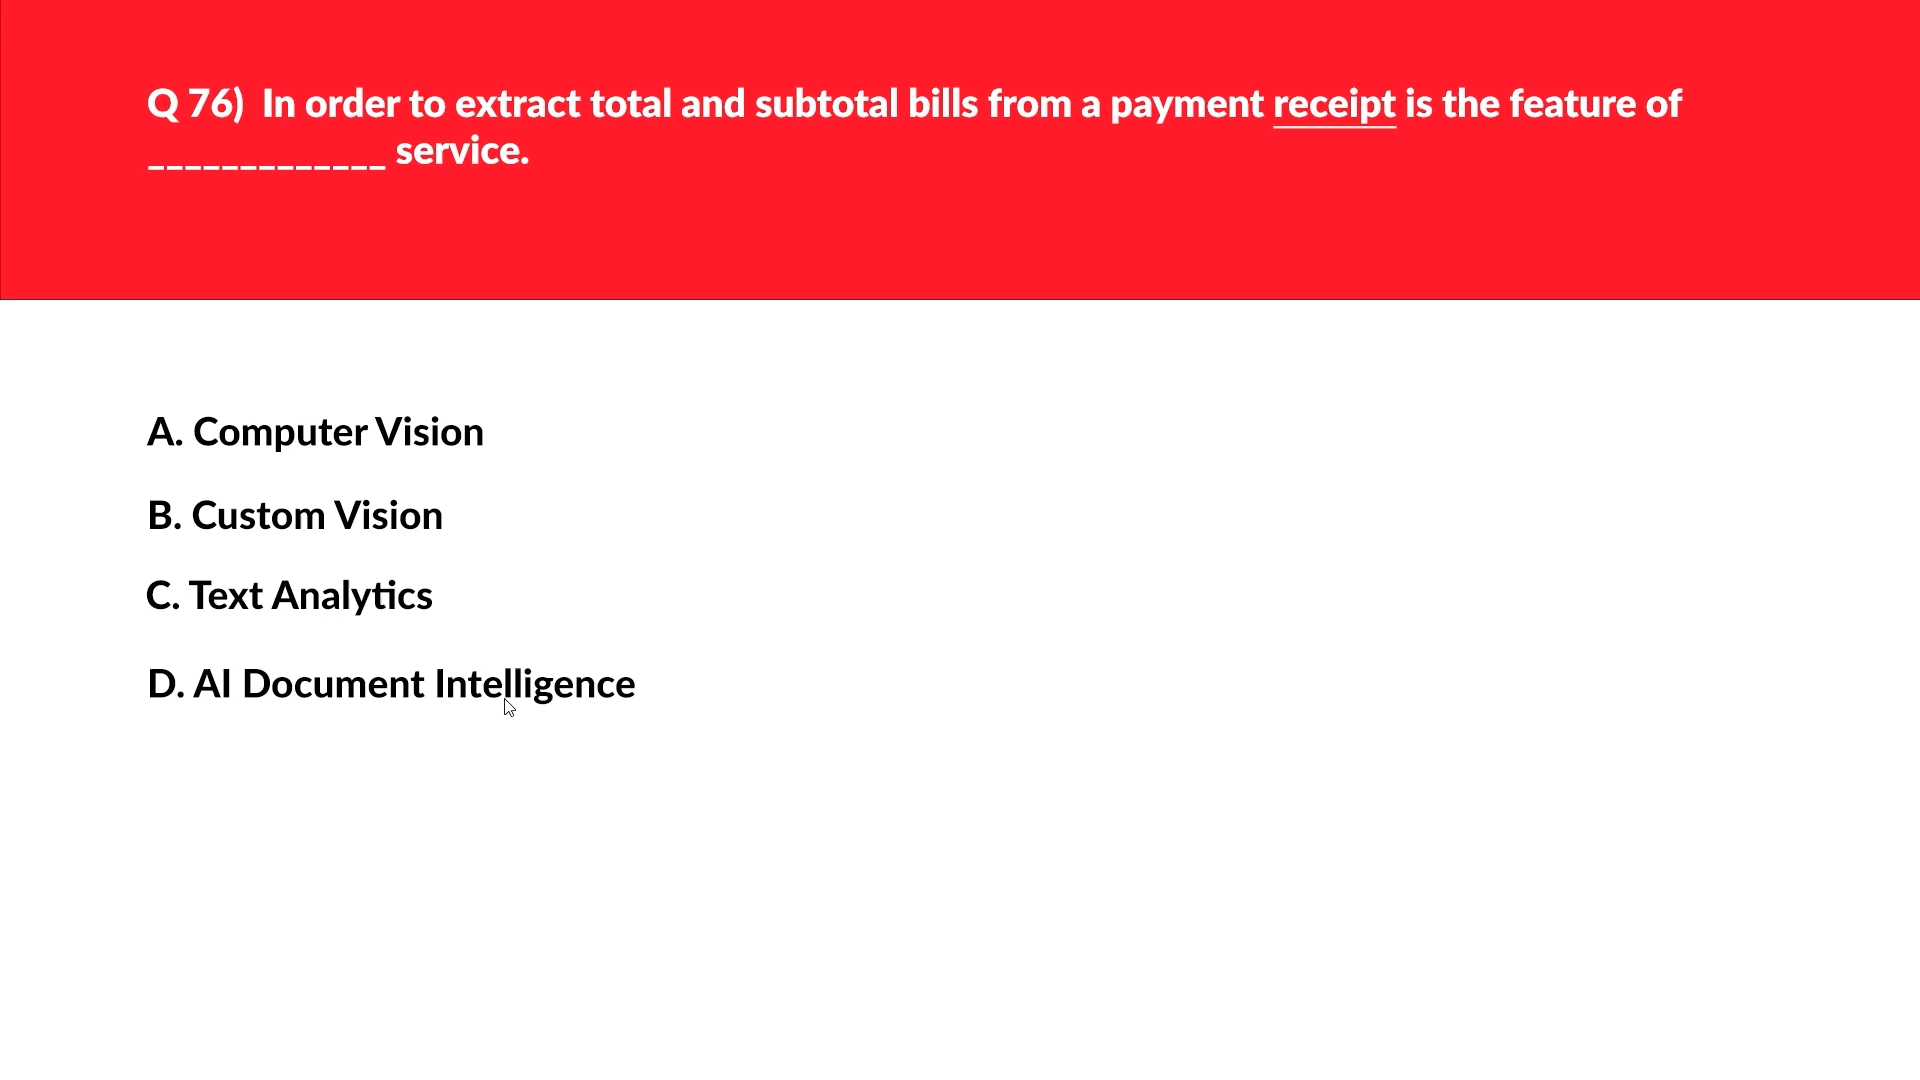 Q 76) In order to extract total and subtotal bills from a payment receipt is the feature of
_____________ service.
A. Computer Vision
B. Custom Vision
C. Text Analytics
D. AI Document Intelligence